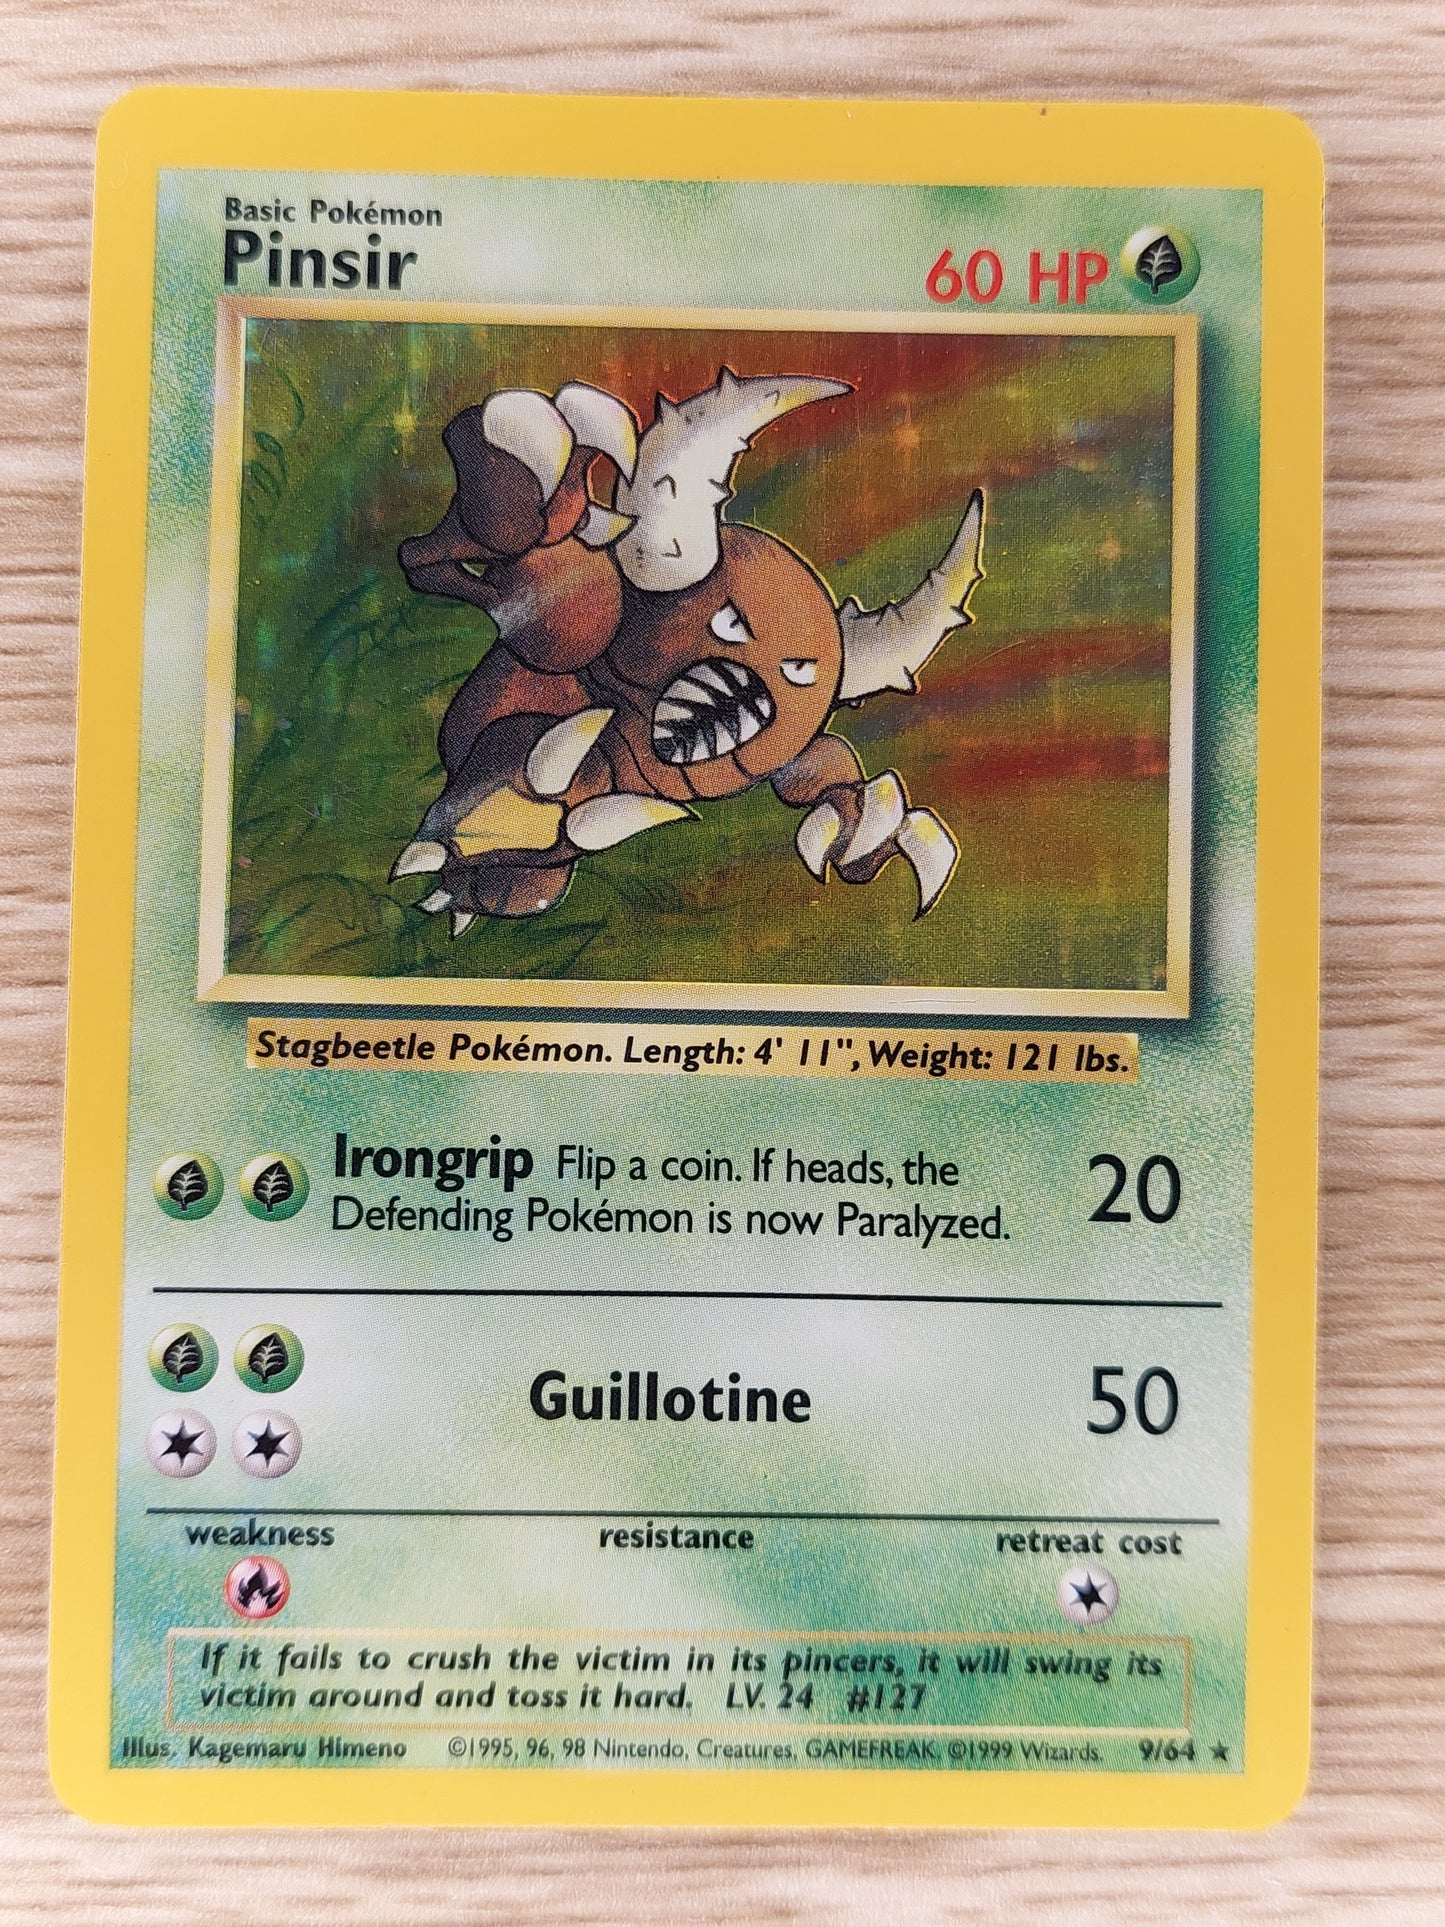 Basic Pokémon
Pinsir
60 HP
Stagbeetle Pokémon. Length: 4' 11", Weight: 121 lbs.
Irongrip Flip a coin. If heads, the
Defending Pokémon is now Paralyzed.
20
Guillotine
50
weakness
resistance
retreat cost
If it fails to crush the victim in its pincers, it will swing its
victim around and toss it hard. LV. 24 #127
Illus. Kagemaru Himeno ©1995, 96, 98 Nintendo, Creatures, GAMEFREAK. ©1999 Wizards. 9/64 ★